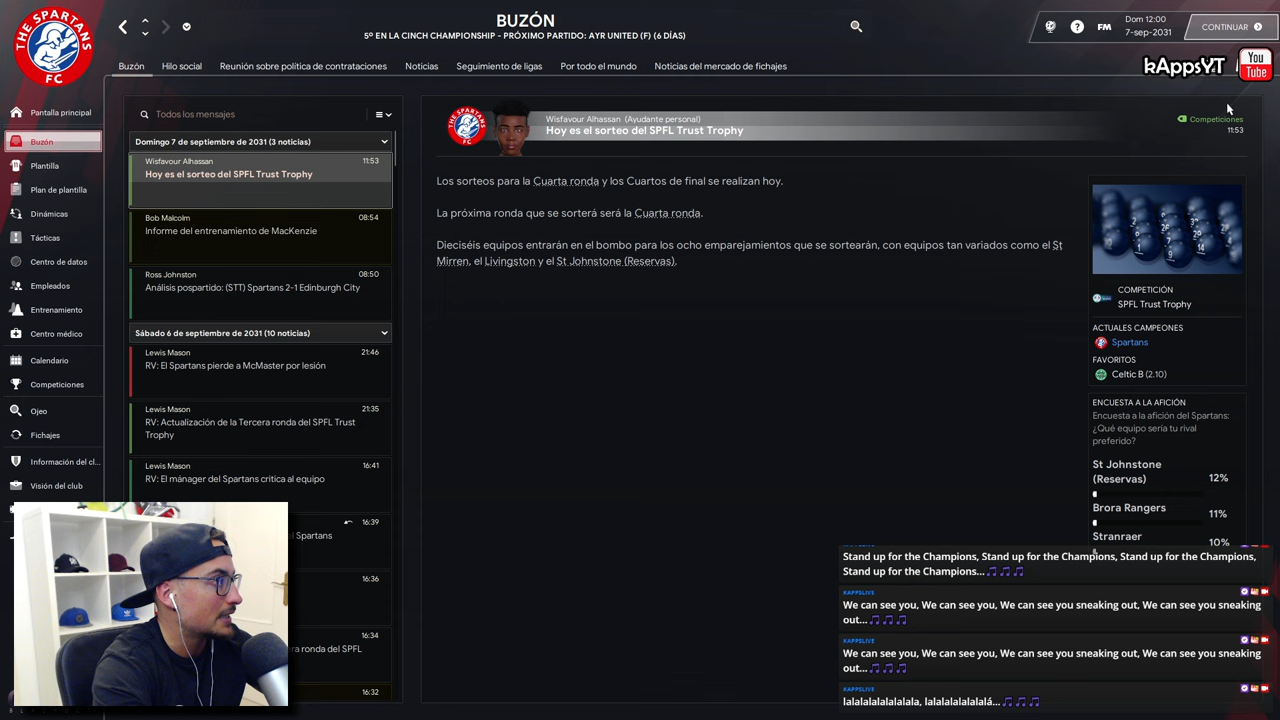 THE SPARTANS
FC
BUZÓN
5º EN LA CINCH CHAMPIONSHIP - PRÓXIMO PARTIDO: AYR UNITED (F) (6 DÍAS)
FM
Dom 12:00
7-sep-2031
CONTINUAR
Buzón
Hilo social
Reunión sobre política de contrataciones
Noticias
Seguimiento de ligas
Por todo el mundo
Noticias del mercado de fichajes
kAppsYT
You
Tube
Pantalla principal
Buzón
Plantilla
Plan de plantilla
Dinámicas
Tácticas
Centro de datos
Empleados
Entrenamiento
Centro médico
Calendario
Competiciones
Ojeo
Fichajes
Información del cl...
Visión del club
Todos los mensajes
Domingo 7 de septiembre de 2031 (3 noticias)
Wisfavour Alhassan 11:53
Hoy es el sorteo del SPFL Trust Trophy
Bob Malcolm 08:54
Informe del entrenamiento de MacKenzie
Ross Johnston 08:50
Análisis pospartido: (STT) Spartans 2-1 Edinburgh City
Sábado 6 de septiembre de 2031 (10 noticias)
Lewis Mason 21:46
RV: El Spartans pierde a McMaster por lesión
Lewis Mason 21:35
RV: Actualización de la Tercera ronda del SPFL Trust
Trophy
Lewis Mason 16:41
RV: El mánager del Spartans critica al equipo
16:39
Spartans
16:36
16:34
ronda del SPFL
16:32
Wisfavour Alhassan (Ayudante personal)
Hoy es el sorteo del SPFL Trust Trophy
Competiciones
11:53
Los sorteos para la Cuarta ronda y los Cuartos de final se realizan hoy.
La próxima ronda que se sorterá será la Cuarta ronda.
Dieciséis equipos entrarán en el bombo para los ocho emparejamientos que se sortearán, con equipos tan variados como el St
Mirren, el Livingston y el St Johnstone (Reservas).
COMPETICIÓN
SPFL Trust Trophy
ACTUALES CAMPEONES
Spartans
FAVORITOS
Celtic B (2.10)
ENCUESTA A LA AFICIÓN
Encuesta a la afición del Spartans:
¿Qué equipo sería tu rival
preferido?
St Johnstone
(Reservas) 12%
Brora Rangers 11%
Stranraer 10%
Stand up for the Champions, Stand up for the Champions, Stand up for the Champions,
Stand up for the Champions...
KAPPSLIVE
We can see you, We can see you, We can see you sneaking out, We can see you sneaking
out...
KAPPSLIVE
We can see you, We can see you, We can see you sneaking out, We can see you sneaking
out...
KAPPSLIVE
lalalalalalalala, lalalalalalalalá...